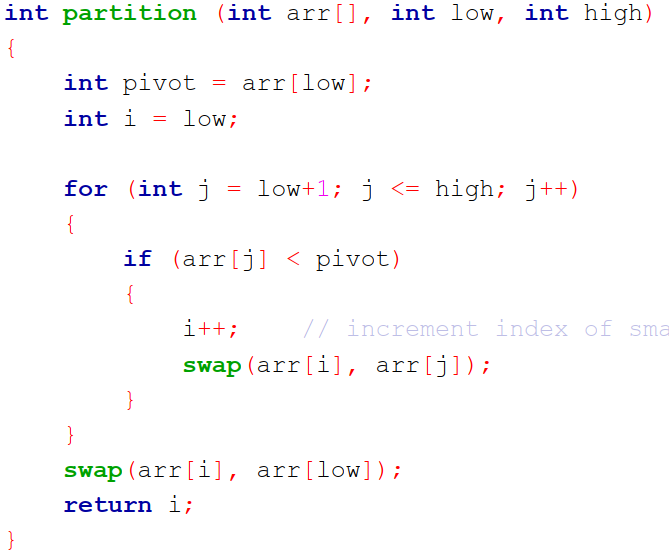 int partition (int arr[], int low, int high)
{
    int pivot = arr[low];
    int i = low;

    for (int j = low+1; j <= high; j++)
    {
        if (arr[j] < pivot)
        {
            i++;    // increment index of sma
            swap(arr[i], arr[j]);
        }
    }
    swap(arr[i], arr[low]);
    return i;
}